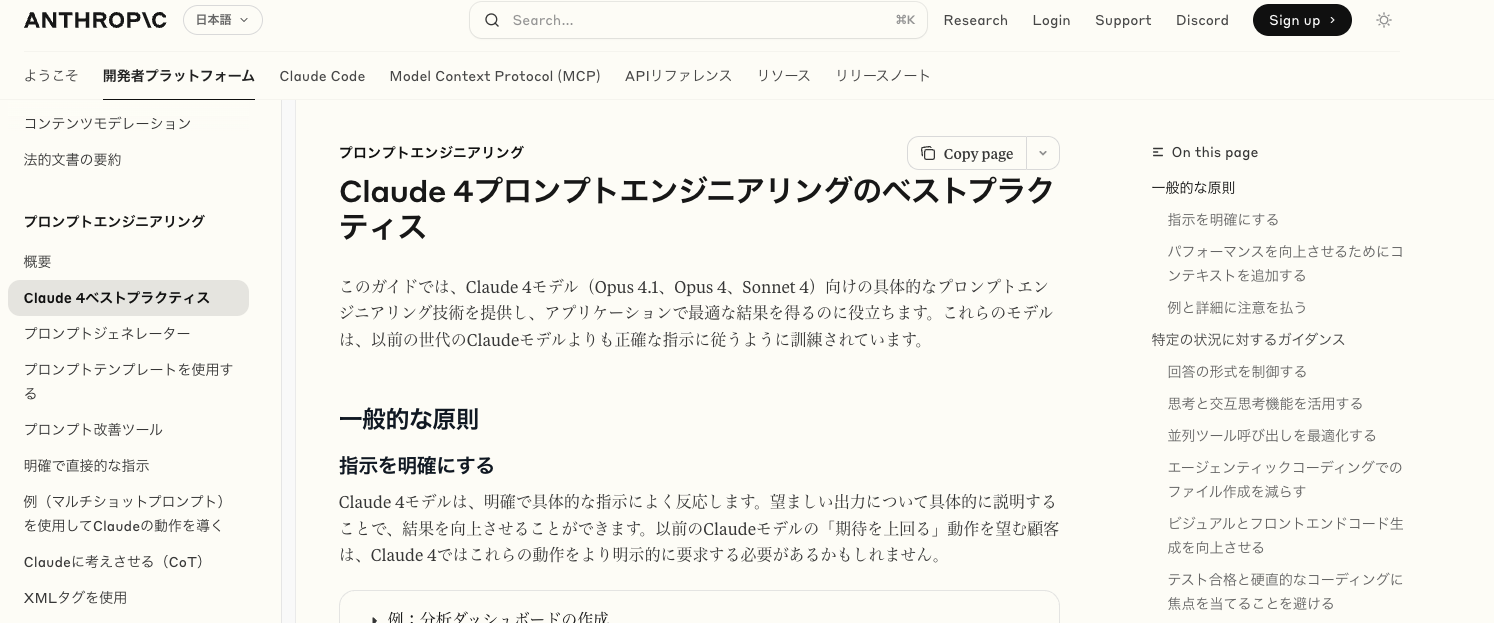 ANTHROP\C
日本語
Search...
⌘K
Research
Login
Support
Discord
Sign up
ようこそ
開発者プラットフォーム
Claude Code
Model Context Protocol (MCP)
APIリファレンス
リソース
リリースノート
コンテンツモデレーション
法的文書の要約
プロンプトエンジニアリング
概要
Claude 4ベストプラクティス
プロンプトジェネレーター
プロンプトテンプレートを使用す
る
プロンプト改善ツール
明確で直接的な指示
例（マルチショットプロンプト）
を使用してClaudeの動作を導く
Claudeに考えさせる（CoT）
XMLタグを使用
プロンプトエンジニアリング
Copy page
Claude 4プロンプトエンジニアリングのベストプラク
ティス
このガイドでは、Claude 4モデル（Opus 4.1、Opus 4、Sonnet 4）向けの具体的なプロンプトエン
ジニアリング技術を提供し、アプリケーションで最適な結果を得るのに役立ちます。これらのモデル
は、以前の世代のClaudeモデルよりも正確な指示に従うように訓練されています。
一般的な原則
指示を明確にする
Claude 4モデルは、明確で具体的な指示によく反応します。望ましい出力について具体的に説明する
ことで、結果を向上させることができます。以前のClaudeモデルの「期待を上回る」動作を望む顧客
は、Claude 4ではこれらの動作をより明示的に要求する必要があるかもしれません。
例：分析ダッシュボードの作成
On this page
一般的な原則
指示を明確にする
パフォーマンスを向上させるためにコ
ンテキストを追加する
例と詳細に注意を払う
特定の状況に対するガイダンス
回答の形式を制御する
思考と交互思考機能を活用する
並列ツール呼び出しを最適化する
エージェンティックコーディングでの
ファイル作成を減らす
ビジュアルとフロントエンドコード生
成を向上させる
テスト合格と硬直的なコーディングに
焦点を当てることを避ける